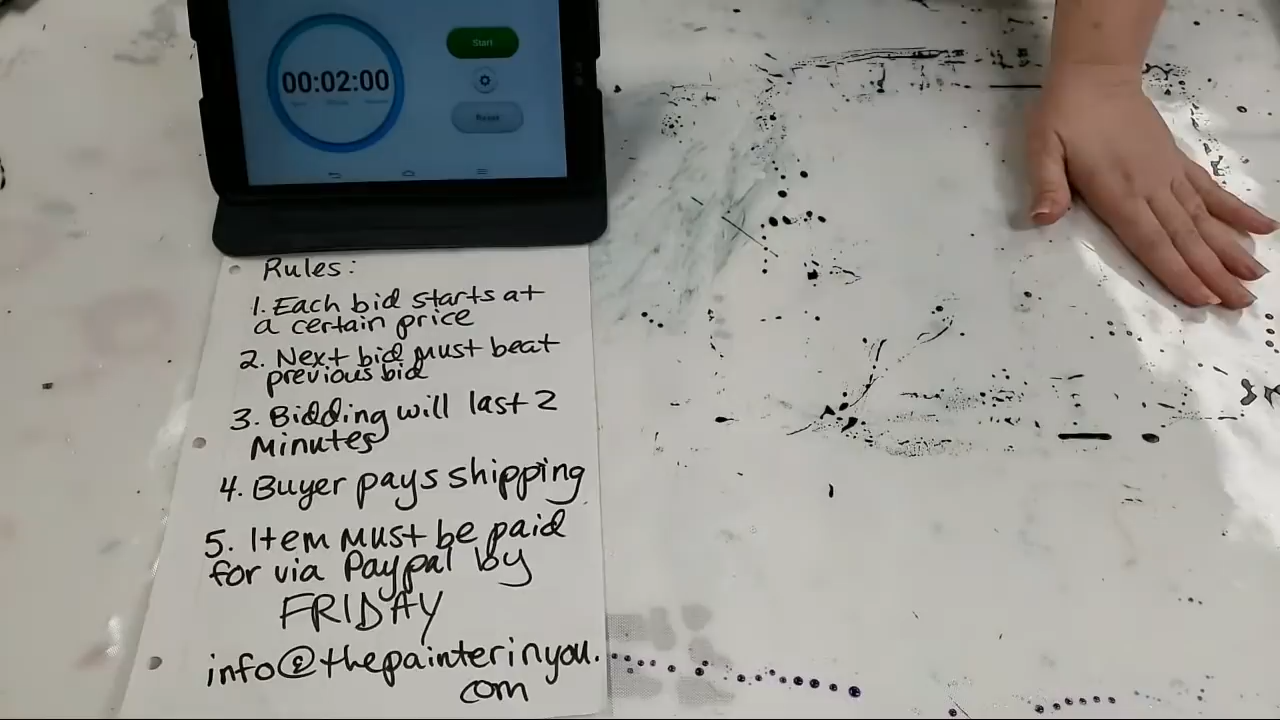 00:02:00
Start
Reset
Rules:
1. Each bid starts at
a certain price
2. Next bid must beat
previous bid
3. Bidding will last 2
Minutes
4. Buyer pays shipping
5. Item must be paid
for via Paypal by
FRIDAY
info@thepainterinyou.
com